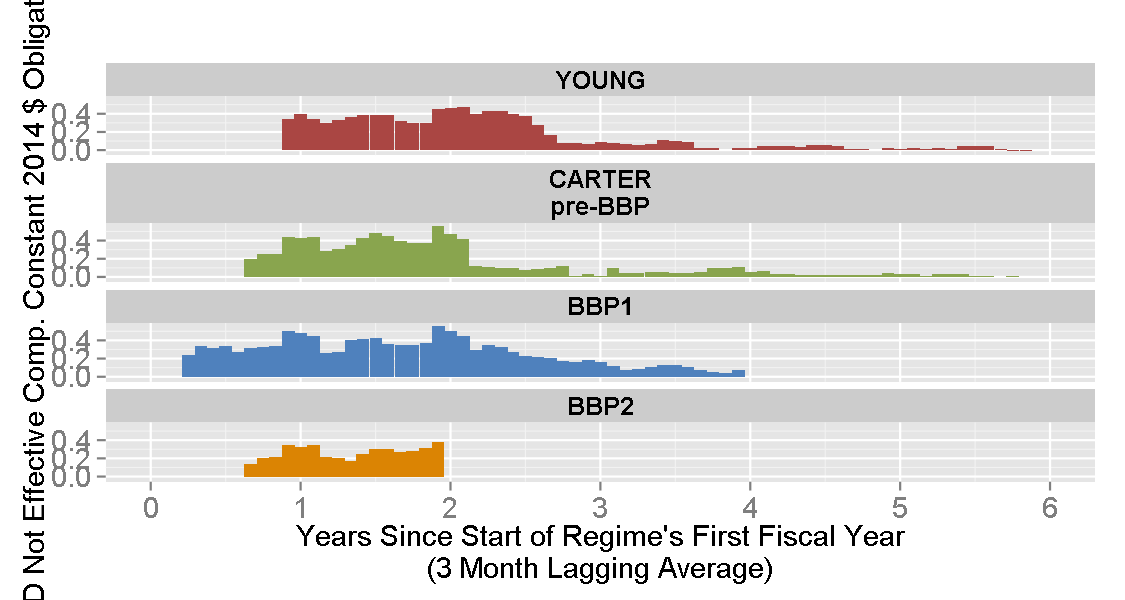 D Not Effective Comp. Constant 2014 $ Obligat
YOUNG
0.4
0.2
0.0
CARTER
pre-BBP
0.4
0.2
0.0
BBP1
0.4
0.2
0.0
BBP2
0.4
0.2
0.0
0 1 2 3 4 5 6
Years Since Start of Regime's First Fiscal Year
(3 Month Lagging Average)